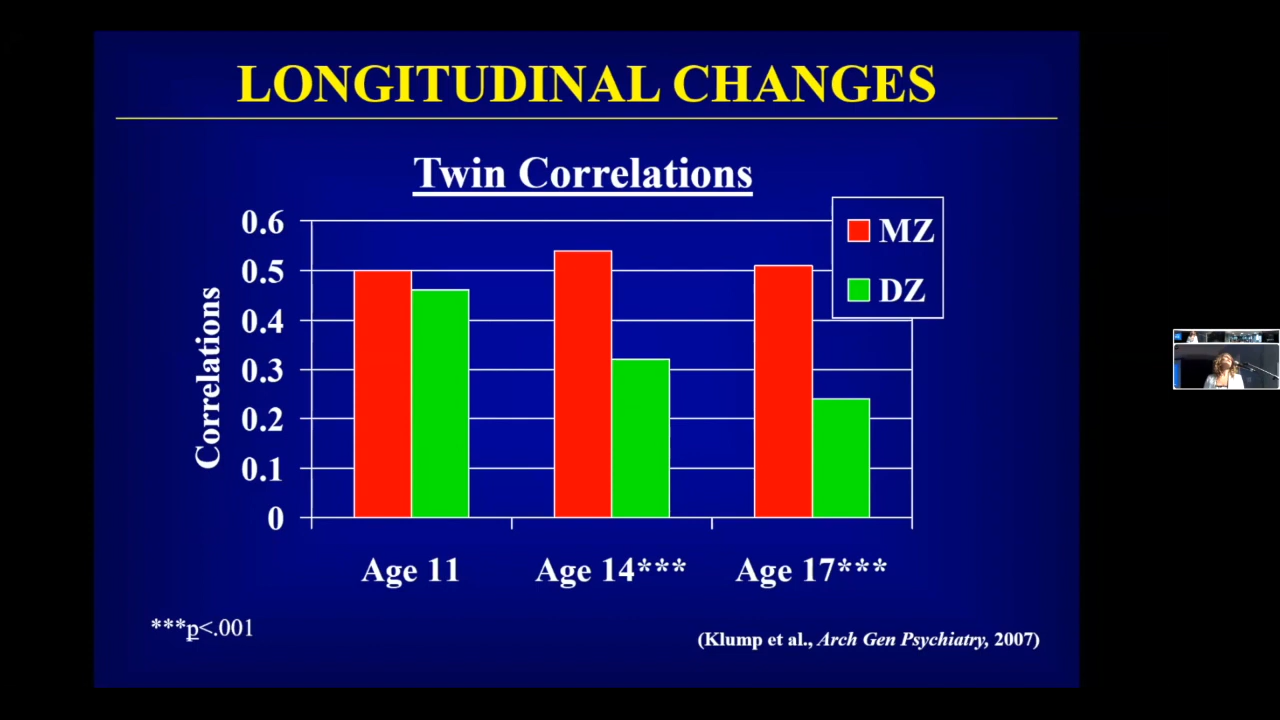 LONGITUDINAL CHANGES
Twin Correlations
MZ
DZ
Correlations
0.6
0.5
0.4
0.3
0.2
0.1
0
Age 11
Age 14***
Age 17***
***p<.001
(Klump et al., Arch Gen Psychiatry, 2007)